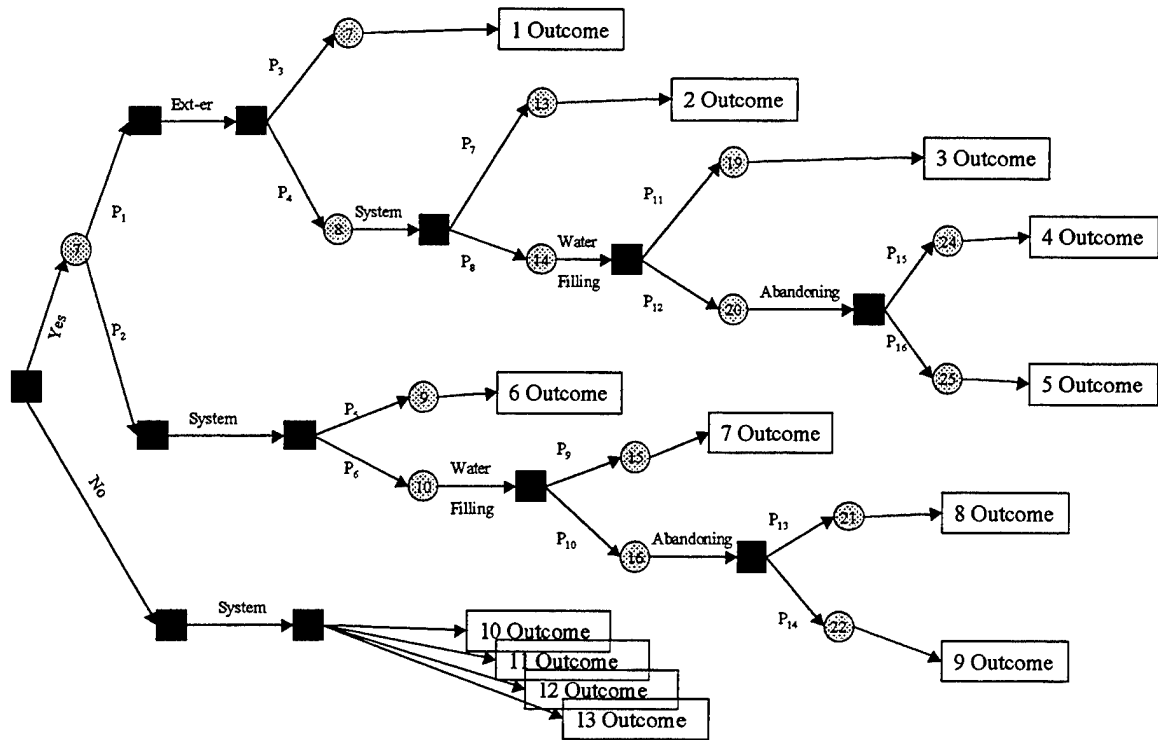 7
1 Outcome
P3
Ext-er
13
2 Outcome
P7
19
3 Outcome
P11
P4
P1
8
System
24
4 Outcome
P15
7
P8
14
Water
Filling
P12
20
Abandoning
Yes
P2
P16
25
5 Outcome
9
6 Outcome
P5
System
7 Outcome
P9
15
P6
10
Water
Filling
No
P13
21
8 Outcome
P10
16
Abandoning
System
P14
22
10 Outcome
11 Outcome
9 Outcome
12 Outcome
13 Outcome